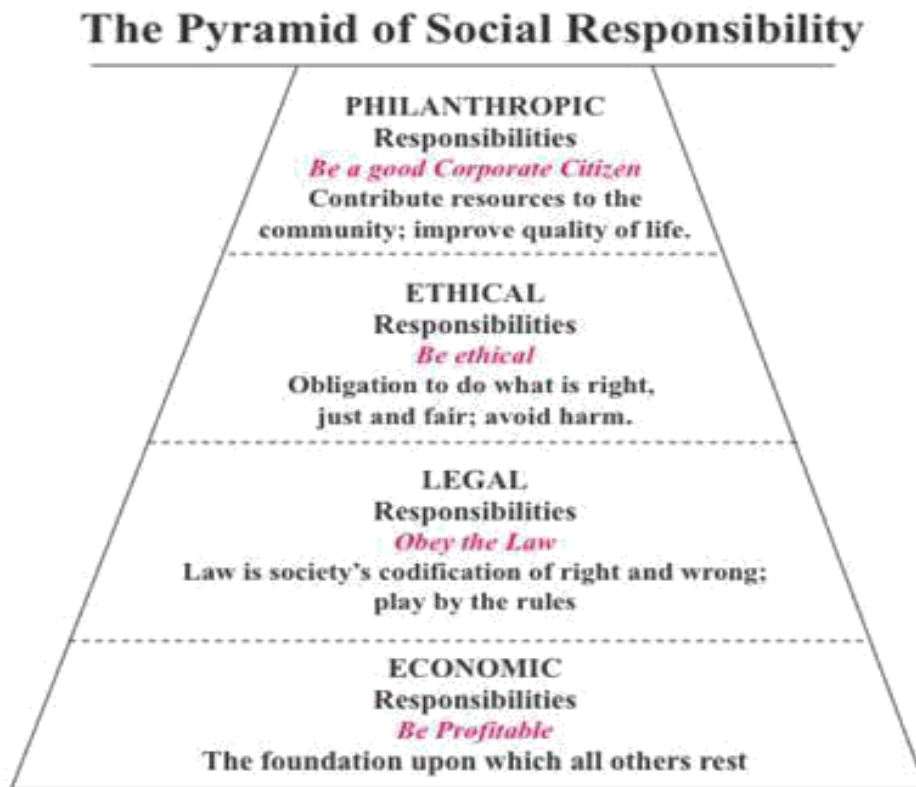 The Pyramid of Social Responsibility
PHILANTHROPIC
Responsibilities
Be a good Corporate Citizen
Contribute resources to the
community; improve quality of life.
ETHICAL
Responsibilities
Be ethical
Obligation to do what is right,
just and fair; avoid harm.
LEGAL
Responsibilities
Obey the Law
Law is society's codification of right and wrong;
play by the rules
ECONOMIC
Responsibilities
Be Profitable
The foundation upon which all others rest